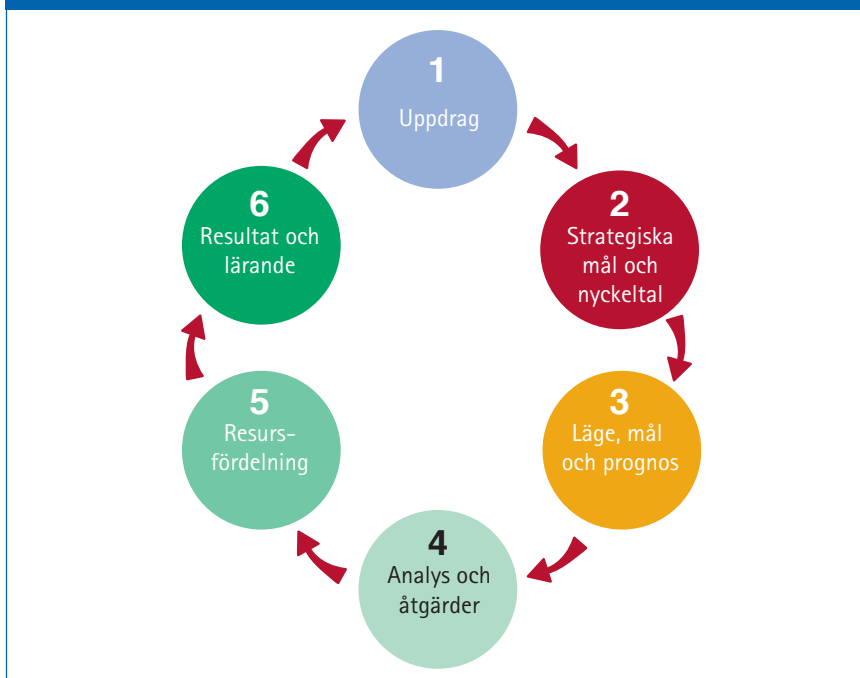 1
Uppdrag
2
Strategiska
mål och
nyckeltal
3
Läge, mål
och prognos
4
Analys och
åtgärder
5
Resurs-
fördelning
6
Resultat och
lärande